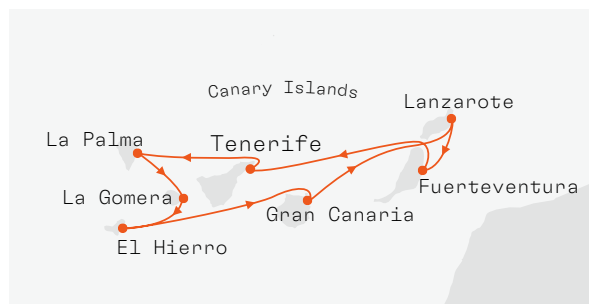 Canary Islands
Lanzarote
La Palma
Tenerife
Fuerteventura
La Gomera
Gran Canaria
El Hierro